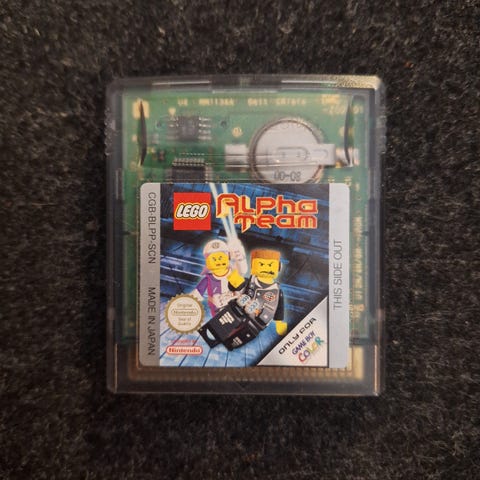 LEGO
ALPHA
TEAM
CGB-BLPP-SCN
MADE IN JAPAN
THIS SIDE OUT
Original
Nintendo
Seal of
Quality
Nintendo
ONLY FOR
GAME BOY
COLOR